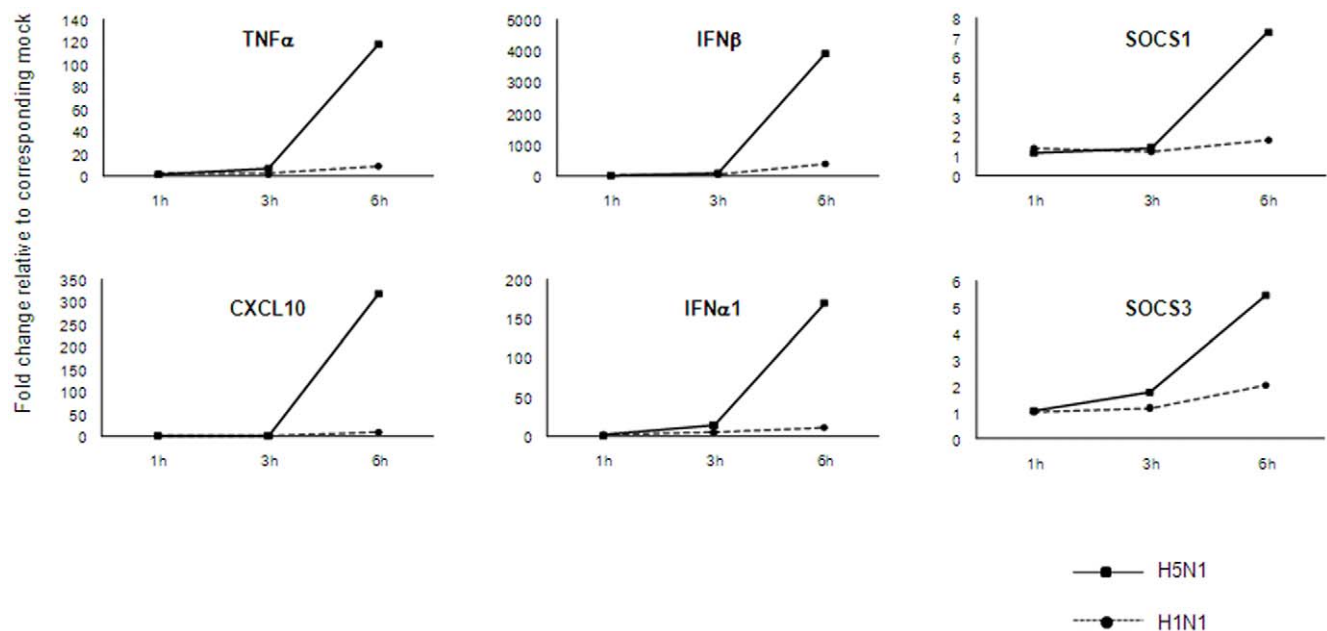 Fold change relative to corresponding mock
TNFα
140
120
100
80
60
40
20
0
1h 3h 6h
IFNβ
5000
4000
3000
2000
1000
0
1h 3h 6h
SOCS1
8
7
6
5
4
3
2
1
0
1h 3h 6h
CXCL10
350
300
250
200
150
100
50
0
1h 3h 6h
IFNα1
200
150
100
50
0
1h 3h 6h
SOCS3
6
5
4
3
2
1
0
1h 3h 6h
H5N1
H1N1